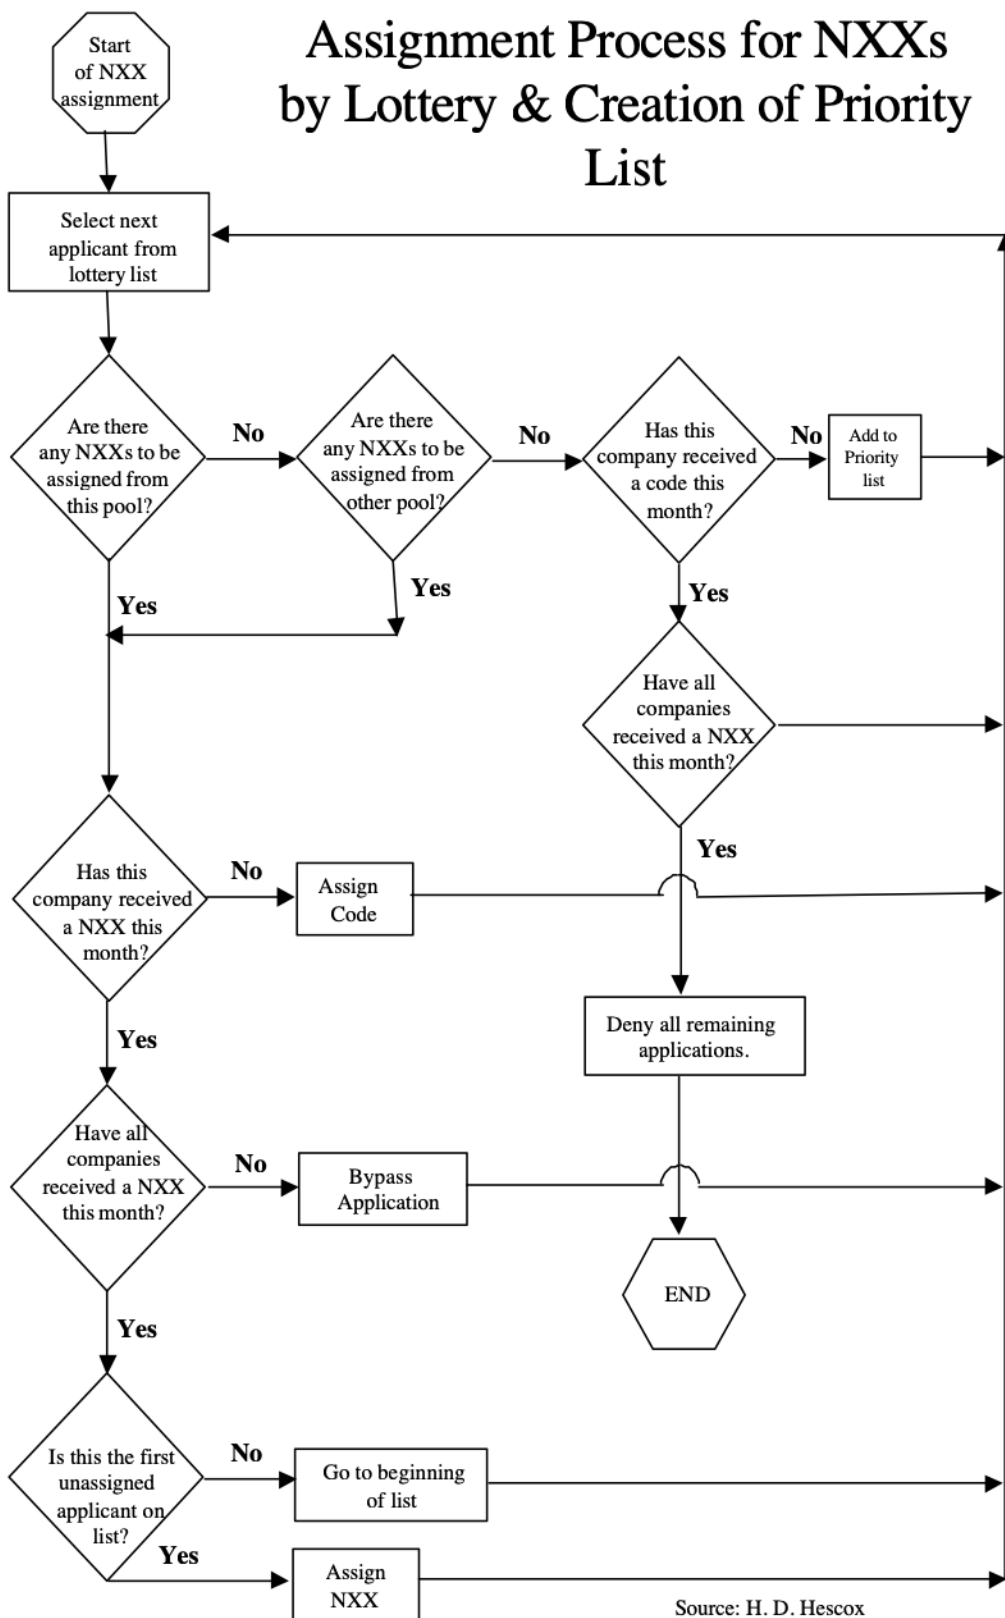 Assignment Process for NXXs
by Lottery & Creation of Priority
List
Start
of NXX
assignment
Select next
applicant from
lottery list
Are there
any NXXs to be
assigned from
this pool?
No
Are there
any NXXs to be
assigned from
other pool?
No
Has this
company received
a code this
month?
No
Add to
Priority
list
Yes
Yes
Yes
Have all
companies
received a NXX
this month?
Yes
Has this
company received
a NXX this
month?
No
Assign
Code
Deny all remaining
applications.
Yes
Have all
companies
received a NXX
this month?
No
Bypass
Application
END
Yes
Is this the first
unassigned
applicant on
list?
No
Go to beginning
of list
Yes
Assign
NXX
Source: H. D. Hescox